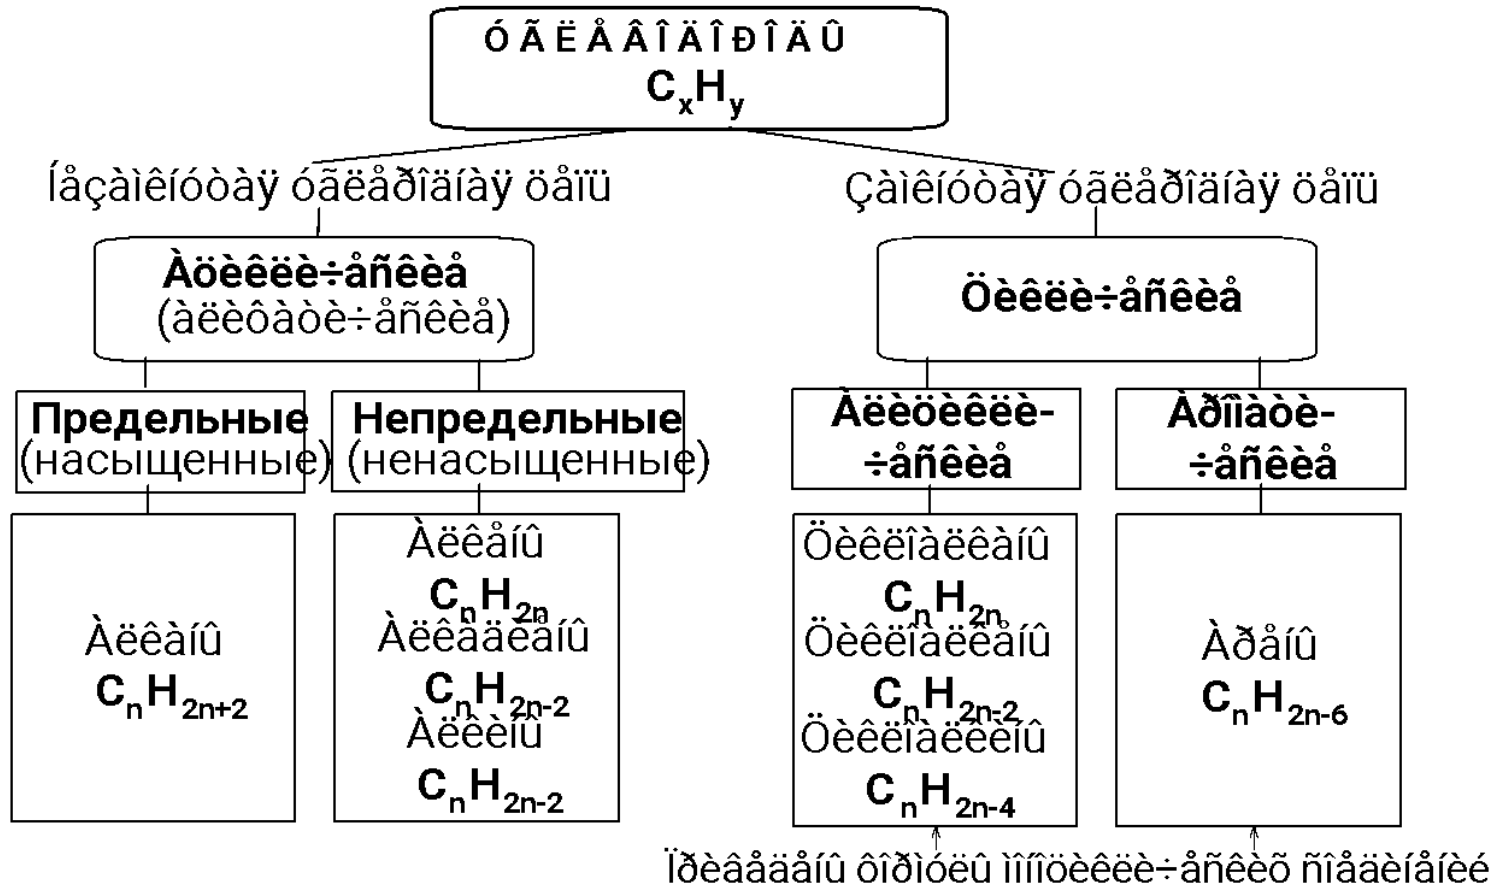 Ó Ã Ë Å Â Î Ä Î Ð Î Ä Û
CxHy
Íåçàìêíóòàÿ óãëåðîäíàÿ öåïü
Çàìêíóòàÿ óãëåðîäíàÿ öåïü
Àöèêëè÷åñêèå
(àëèôàòè÷åñêèå)
Öèêëè÷åñêèå
Предельные
(насыщенные)
Непредельные
(ненасыщенные)
Àëèöèêëè-
÷åñêèå
Àðîìàòè-
÷åñêèå
Àëêàíû
CnH2n+2
Àëêåíû
CnH2n
Àëêàäèåíû
CnH2n-2
Àëêèíû
CnH2n-2
Öèêëîàëêàíû
CnH2n
Öèêëîàëêåíû
CnH2n-2
Öèêëîàëêèíû
CnH2n-4
Àðåíû
CnH2n-6
Ïðèâåäåíû ôîðìóëû ìîíîöèêëè÷åñêèõ ñîåäèíåíèé